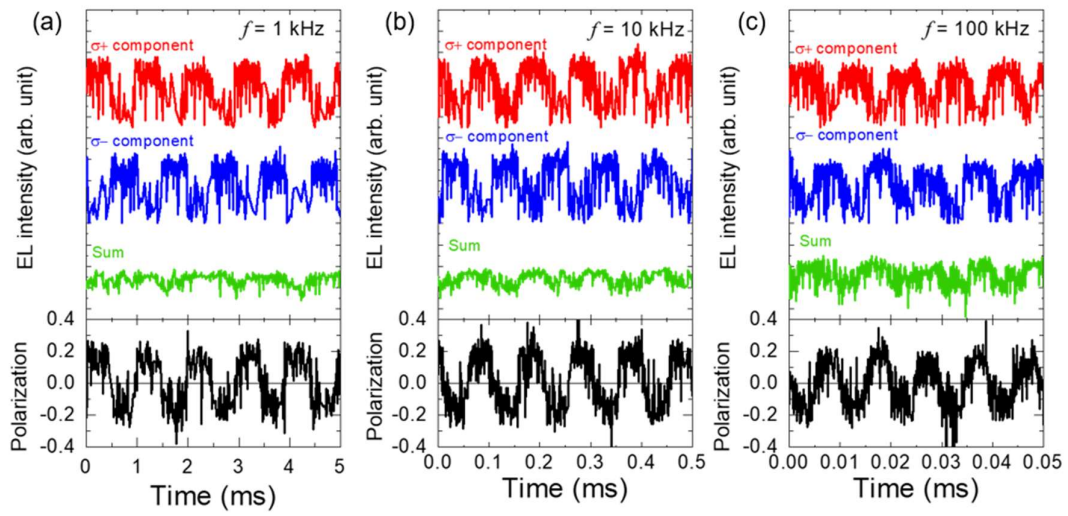 (a)
f = 1 kHz
σ+ component
σ− component
Sum
EL intensity (arb. unit)
0.4
0.2
0.0
-0.2
-0.4
Polarization
0 1 2 3 4 5
Time (ms)
(b)
f = 10 kHz
σ+ component
σ− component
Sum
EL intensity (arb. unit)
0.4
0.2
0.0
-0.2
-0.4
Polarization
0.0 0.1 0.2 0.3 0.4 0.5
Time (ms)
(c)
f = 100 kHz
σ+ component
σ− component
Sum
EL intensity (arb. unit)
0.4
0.2
0.0
-0.2
-0.4
Polarization
0.00 0.01 0.02 0.03 0.04 0.05
Time (ms)